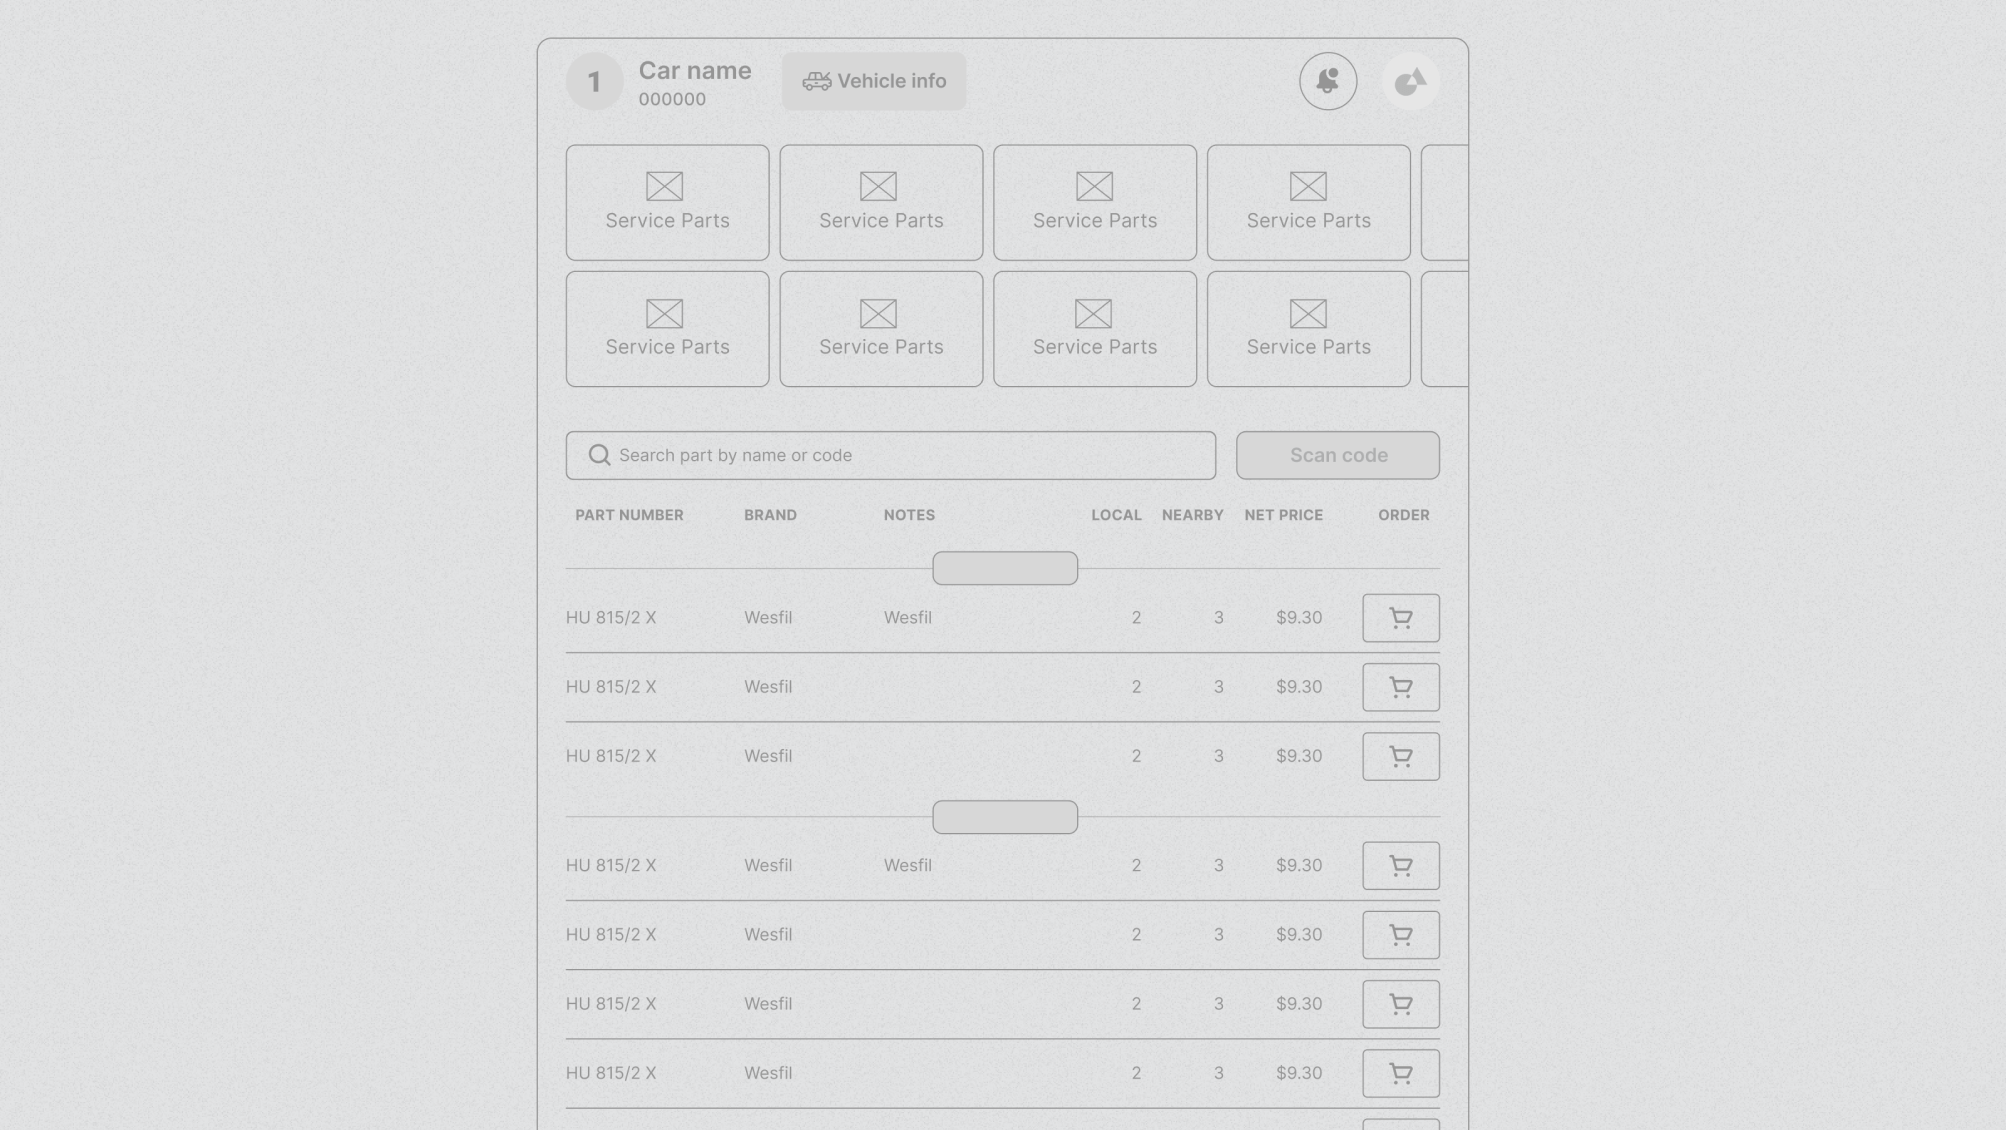 1
Car name
000000
Vehicle info
Service Parts Service Parts Service Parts Service Parts
Service Parts Service Parts Service Parts Service Parts
Search part by name or code
Scan code
PART NUMBER BRAND NOTES LOCAL NEARBY NET PRICE ORDER
HU 815/2 X Wesfil Wesfil 2 3 $9.30
HU 815/2 X Wesfil 2 3 $9.30
HU 815/2 X Wesfil 2 3 $9.30
HU 815/2 X Wesfil Wesfil 2 3 $9.30
HU 815/2 X Wesfil 2 3 $9.30
HU 815/2 X Wesfil 2 3 $9.30
HU 815/2 X Wesfil 2 3 $9.30